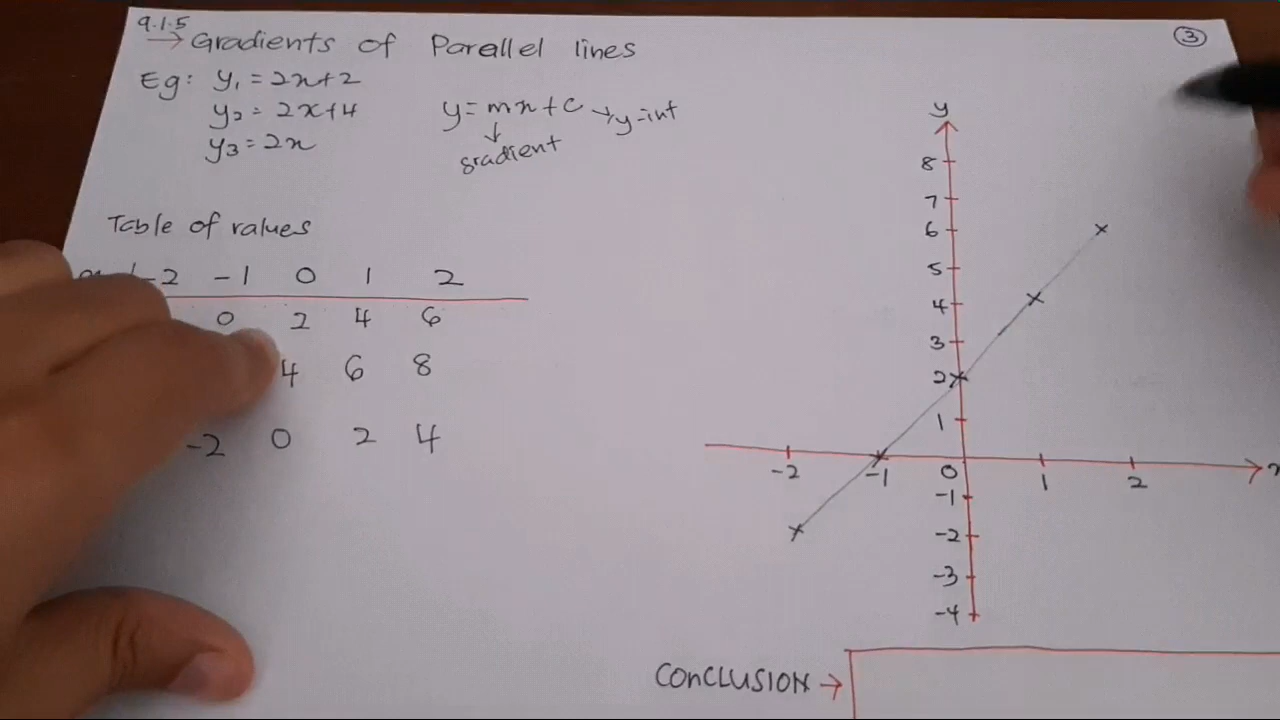 9.1.5
→ Gradients of Parallel lines
③
Eg: y₁ = 2x+2
y₂ = 2x+4
y₃ = 2x
y = mx + c → y-int
↓
gradient
Table of values
-2 -1 0 1 2
0 2 4 6
4 6 8
-2 0 2 4
y
8
7
6
5
4
3
2
1
-2 -1 0 1 2
-1
-2
-3
-4
CONCLUSION →